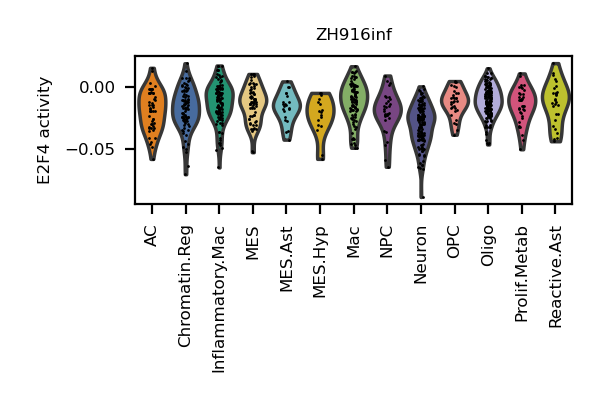 ZH916inf
E2F4 activity
0.00
−0.05
AC
Chromatin.Reg
Inflammatory.Mac
MES
MES.Ast
MES.Hyp
Mac
NPC
Neuron
OPC
Oligo
Prolif.Metab
Reactive.Ast